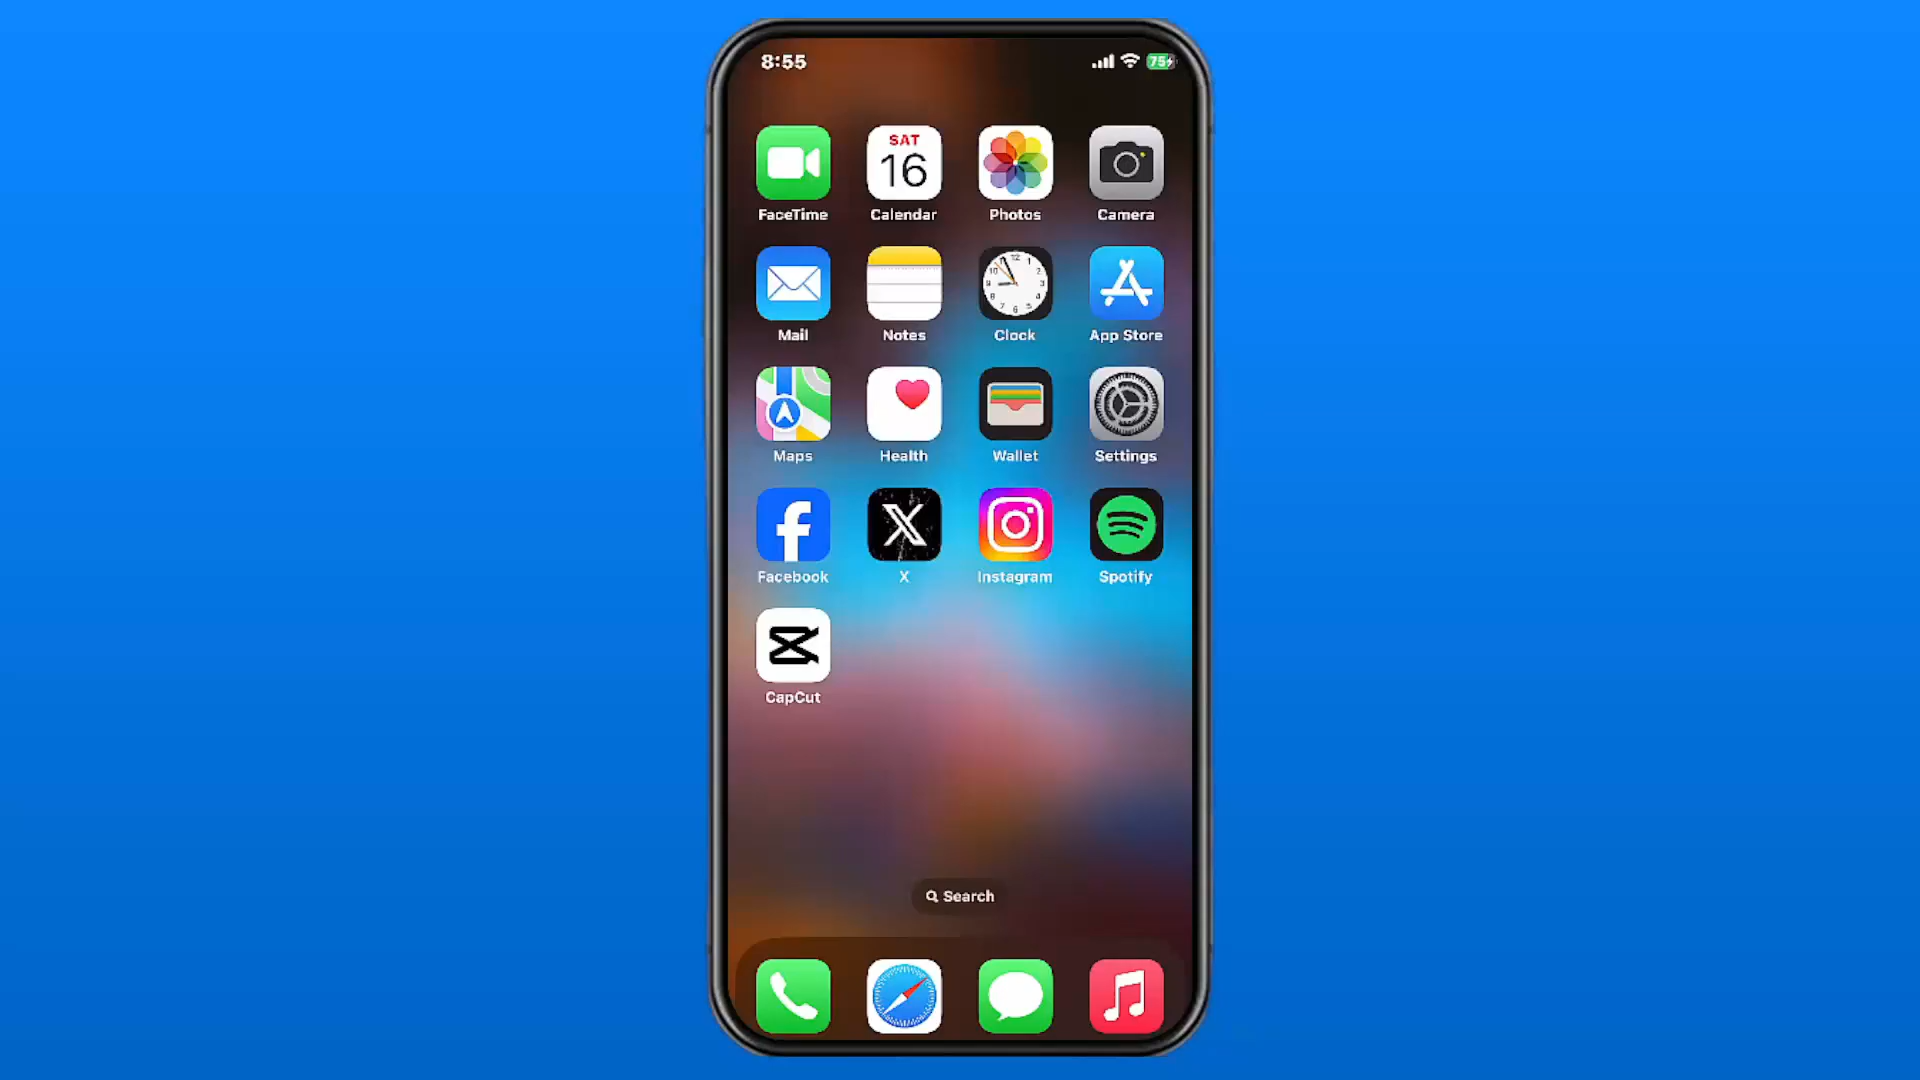 8:55
75
SAT
16
FaceTime
Calendar
Photos
Camera
Mail
Notes
Clock
App Store
Maps
Health
Wallet
Settings
Facebook
X
Instagram
Spotify
CapCut
Search